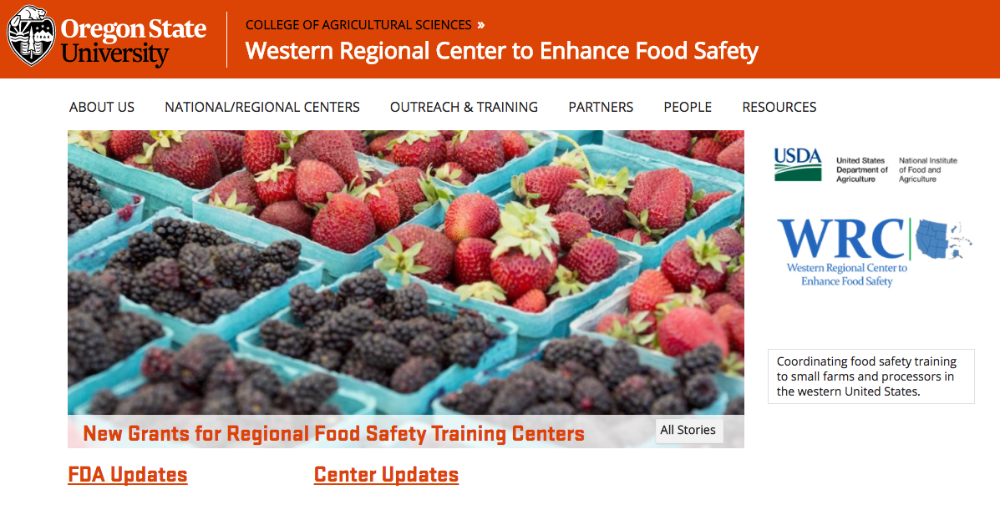 Oregon State
University
COLLEGE OF AGRICULTURAL SCIENCES »
Western Regional Center to Enhance Food Safety
ABOUT US NATIONAL/REGIONAL CENTERS OUTREACH & TRAINING PARTNERS PEOPLE RESOURCES
USDA
United States
Department of
Agriculture
National Institute
of Food and
Agriculture
WRC
Western Regional Center to
Enhance Food Safety
Coordinating food safety training
to small farms and processors in
the western United States.
New Grants for Regional Food Safety Training Centers
All Stories
FDA Updates
Center Updates